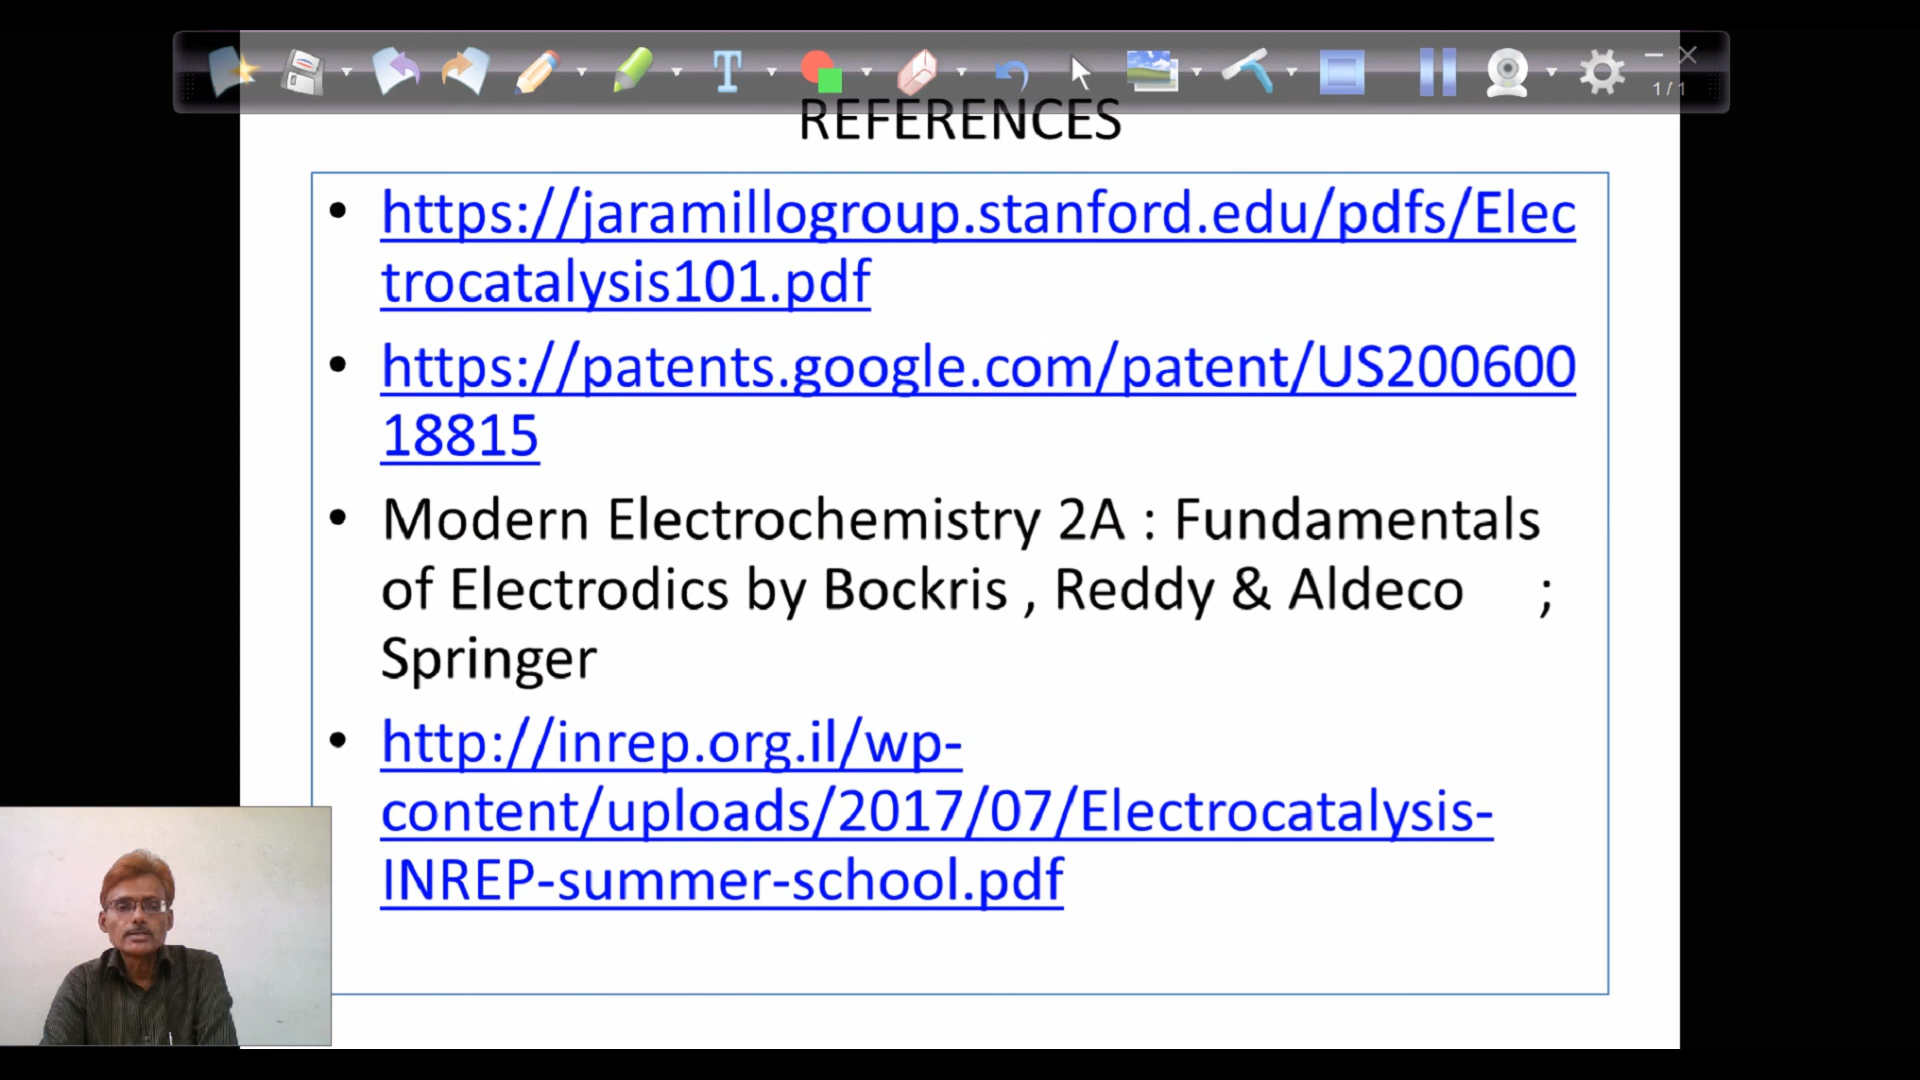 T
1/1
REFERENCES
• https://jaramillogroup.stanford.edu/pdfs/Elec
trocatalysis101.pdf
• https://patents.google.com/patent/US200600
18815
• Modern Electrochemistry 2A : Fundamentals
of Electrodics by Bockris , Reddy & Aldeco ;
Springer
• http://inrep.org.il/wp-
content/uploads/2017/07/Electrocatalysis-
INREP-summer-school.pdf